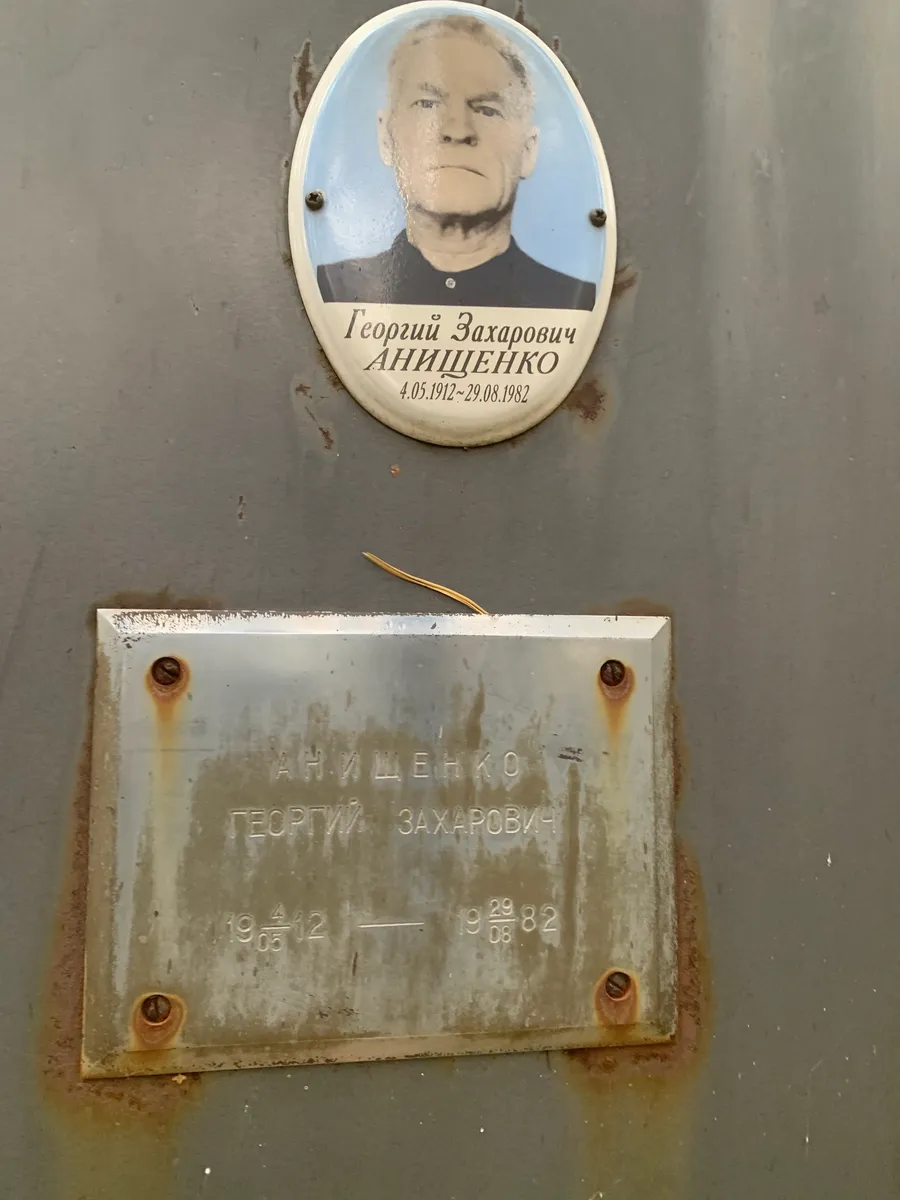 Георгий Захарович
АНИЩЕНКО
4.05.1912~29.08.1982
АНИЩЕНКО
ГЕОРГИЙ ЗАХАРОВИЧ
19 4/05 12 — 19 29/08 82